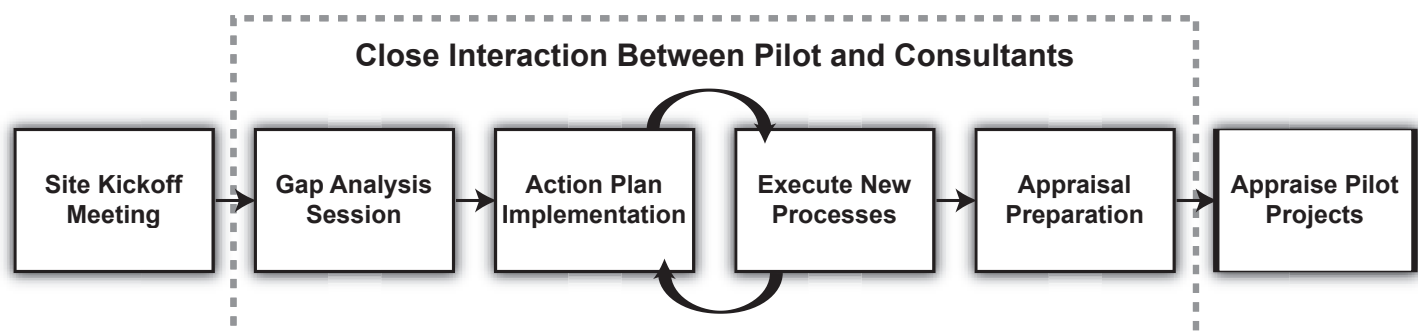 Close Interaction Between Pilot and Consultants
Site Kickoff
Meeting
Gap Analysis
Session
Action Plan
Implementation
Execute New
Processes
Appraisal
Preparation
Appraise Pilot
Projects